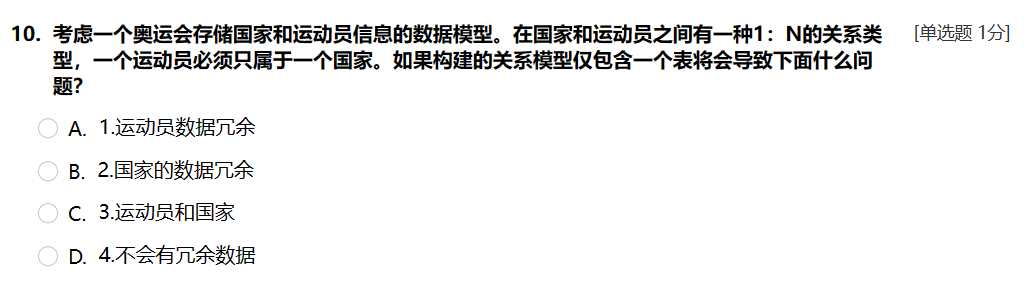 10. 考虑一个奥运会存储国家和运动员信息的数据模型。在国家和运动员之间有一种1：N的关系类 [单选题 1分]
型，一个运动员必须只属于一个国家。如果构建的关系模型仅包含一个表将会导致下面什么问
题?
A. 1.运动员数据冗余
B. 2.国家的数据冗余
C. 3.运动员和国家
D. 4.不会有冗余数据